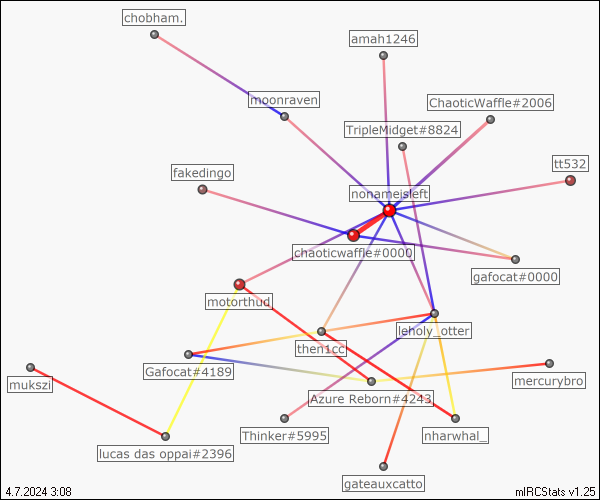 chobham.
amah1246
moonraven
ChaoticWaffle#2006
TripleMidget#8824
tt532
fakedingo
nonameisleft
chaoticwaffle#0000
gafocat#0000
motorthud
leholy_otter
then1cc
Gafocat#4189
mukszi
mercurybro
Azure Reborn#4243
Thinker#5995
nharwhal_
lucas das oppai#2396
gateauxcatto
4.7.2024 3:08
mIRCStats v1.25